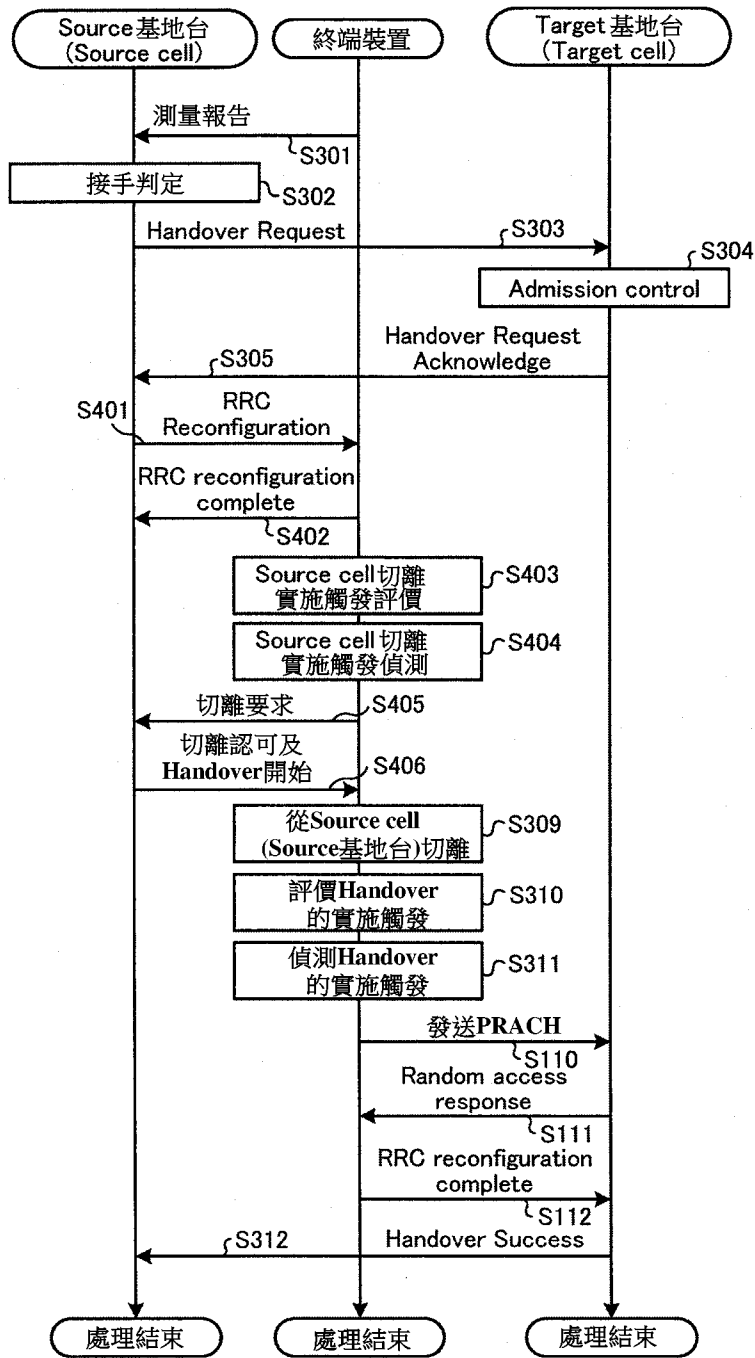 Source基地台
(Source cell)
終端裝置
Target基地台
(Target cell)
測量報告
S301
接手判定
S302
Handover Request
S303
S304
Admission control
Handover Request
Acknowledge
S305
S401
RRC
Reconfiguration
RRC reconfiguration
complete
S402
Source cell切離
實施觸發評價
S403
Source cell切離
實施觸發偵測
S404
切離要求
S405
切離認可及
Handover開始
S406
從Source cell
(Source基地台)切離
S309
評價Handover
的實施觸發
S310
偵測Handover
的實施觸發
S311
發送PRACH
S110
Random access
response
S111
RRC reconfiguration
complete
S112
S312
Handover Success
處理結束
處理結束
處理結束